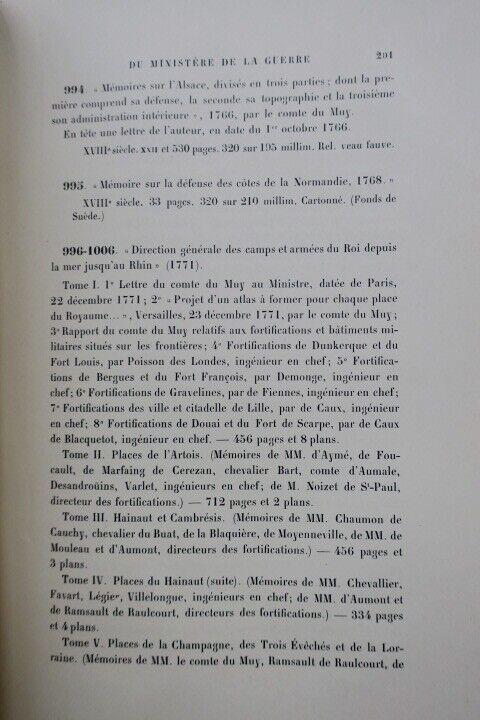 DU MINISTÈRE DE LA GUERRE 201
994. « Mémoires sur l'Alsace, divisés en trois parties ; dont la pre-
mière comprend sa défense, la seconde sa topographie et la troisième
son administration intérieure », 1766, par le comte du Muy.
En tête une lettre de l'auteur, en date du 1er octobre 1766.
XVIIIe siècle. XXII et 530 pages. 320 sur 195 millim. Rel. veau fauve.
995. « Mémoire sur la défense des côtes de la Normandie, 1768. »
XVIIIe siècle. 33 pages. 320 sur 210 millim. Cartonné. (Fonds de
Suède.)
996-1006. « Direction générale des camps et armées du Roi depuis
la mer jusqu'au Rhin » (1771).
Tome I. 1° Lettre du comte du Muy au Ministre, datée de Paris,
22 décembre 1771 ; 2° « Projet d'un atlas à former pour chaque place
du Royaume... », Versailles, 23 décembre 1771, par le comte du Muy ;
3° Rapport du comte du Muy relatifs aux fortifications et bâtiments mi-
litaires situés sur les frontières ; 4° Fortifications de Dunkerque et du
Fort Louis, par Poisson des Londes, ingénieur en chef ; 5° Fortifica-
tions de Bergues et du Fort François, par Demonge, ingénieur en
chef ; 6° Fortifications de Gravelines, par de Fiennes, ingénieur en chef ;
7° Fortifications des ville et citadelle de Lille, par de Caux, ingénieur
en chef ; 8° Fortifications de Douai et du Fort de Scarpe, par de Caux
de Blacquetot, ingénieur en chef. — 456 pages et 8 plans.
Tome II. Places de l'Artois. (Mémoires de MM. d'Aymé, de Fou-
cault, de Marfaing de Cerezan, chevalier Bart, comte d'Aumale,
Desandroüins, Varlet, ingénieurs en chef ; de M. Noizet de St-Paul,
directeur des fortifications.) — 712 pages et 2 plans.
Tome III. Hainaut et Cambrésis. (Mémoires de MM. Chaumon de
Cauchy, chevalier du Buat, de la Blaquière, de Moyenneville, de MM. de
Mouleau et d'Aumont, directeurs des fortifications.) — 456 pages et
3 plans.
Tome IV. Places du Hainaut (suite). (Mémoires de MM. Chevallier,
Favart, Légier, Villelongue, ingénieurs en chef ; de MM. d'Aumont et
de Ramsault de Raulcourt, directeurs des fortifications.) — 334 pages
et 4 plans.
Tome V. Places de la Champagne, des Trois Évêchés et de la Lor-
raine. (Mémoires de MM. le comte du Muy, Ramsault de Raulcourt, de